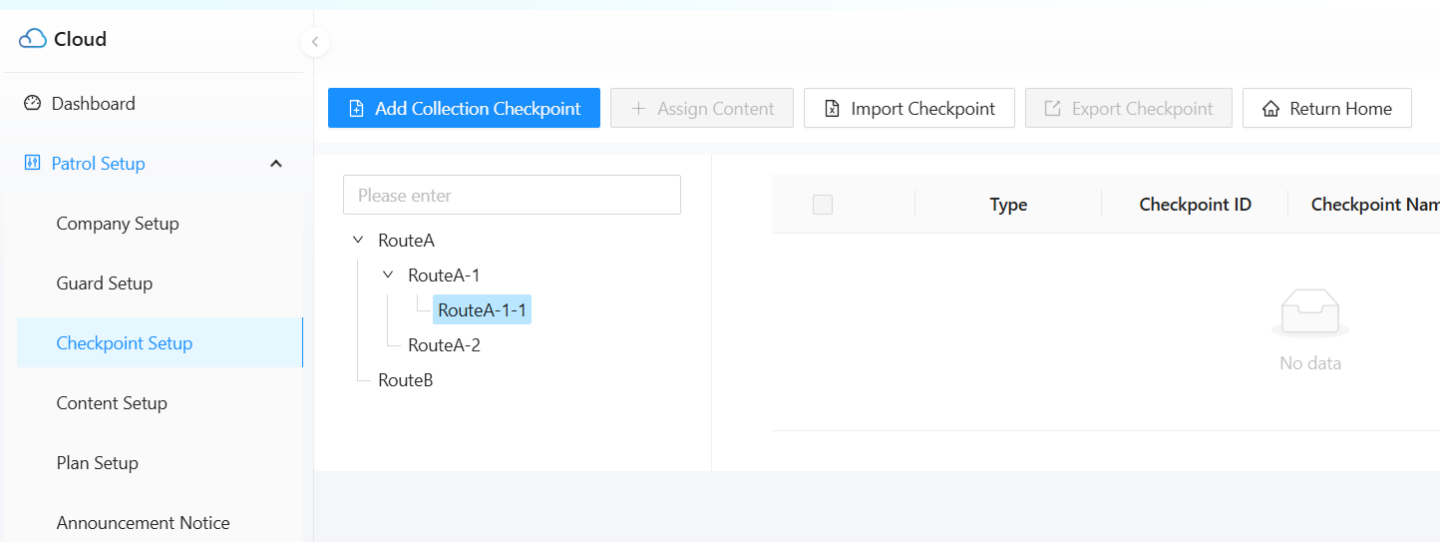 Cloud
Dashboard
Patrol Setup
Company Setup
Guard Setup
Checkpoint Setup
Content Setup
Plan Setup
Announcement Notice
Add Collection Checkpoint
Assign Content
Import Checkpoint
Export Checkpoint
Return Home
Please enter
RouteA
RouteA-1
RouteA-1-1
RouteA-2
RouteB
Type Checkpoint ID Checkpoint Nam
No data